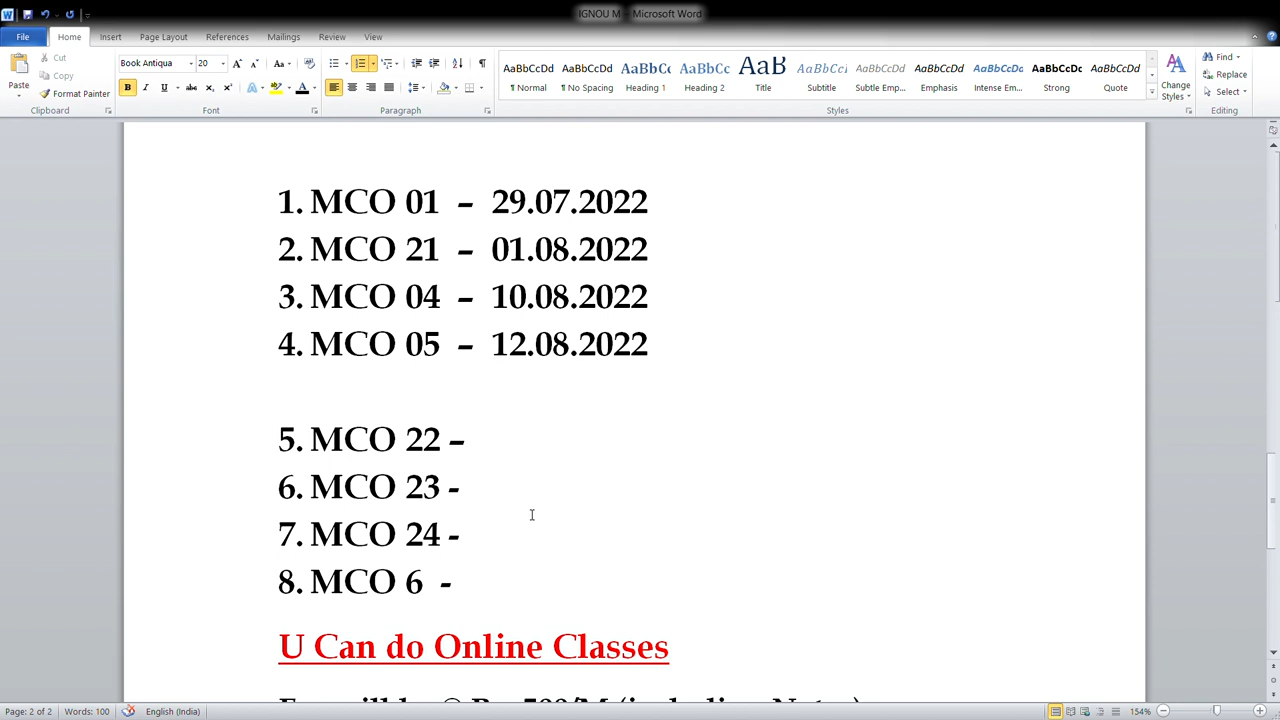 IGNOU M - Microsoft Word
File Home Insert Page Layout References Mailings Review View
Cut
Copy
Paste
Format Painter
Book Antiqua 20
AaBbCcDd AaBbCcDd AaBbC AaBbCc AaB AaBbCcI AaBbCcDd AaBbCcDd AaBbCcDd AaBbCcDd AaBbCcDd
¶ Normal ¶ No Spacing Heading 1 Heading 2 Title Subtitle Subtle Emp... Emphasis Intense Em... Strong Quote
Change Styles
Find
Replace
Select
Clipboard Font Paragraph Styles Editing
1. MCO 01 – 29.07.2022
2. MCO 21 – 01.08.2022
3. MCO 04 – 10.08.2022
4. MCO 05 – 12.08.2022
5. MCO 22 –
6. MCO 23 -
7. MCO 24 -
8. MCO 6 -
U Can do Online Classes
Page: 2 of 2 Words: 100 English (India) 154%